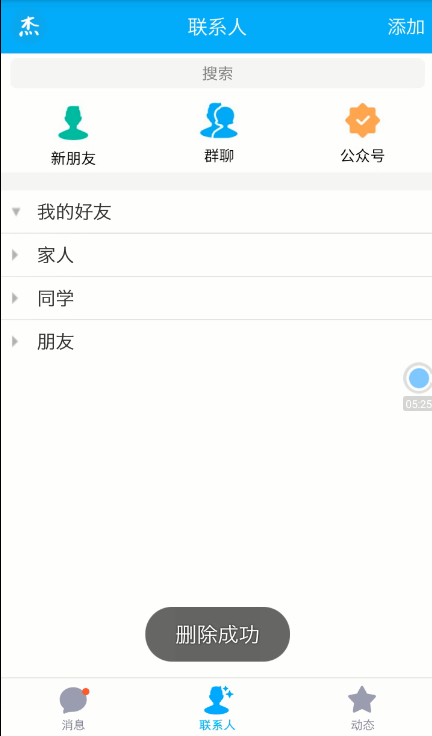 杰 联系人 添加
搜索
新朋友 群聊 公众号
我的好友
家人
同学
朋友
05:25
删除成功
消息 联系人 动态